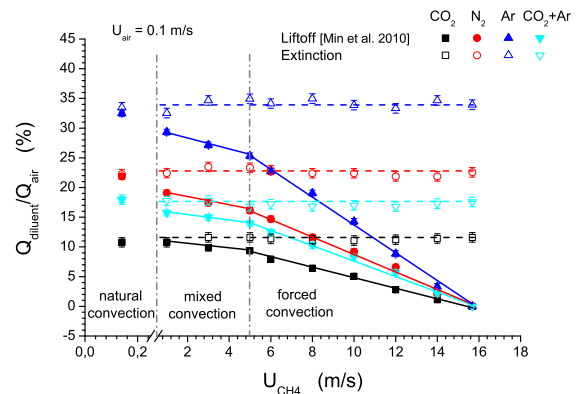 U_air = 0.1 m/s
CO₂ N₂ Ar CO₂+Ar
Liftoff [Min et al. 2010]
Extinction
Q_diluent/Q_air (%)
45
40
35
30
25
20
15
10
5
0
-5
natural convection
mixed convection
forced convection
0,0 0,2 4 6 8 10 12 14 16 18
U_CH4 (m/s)